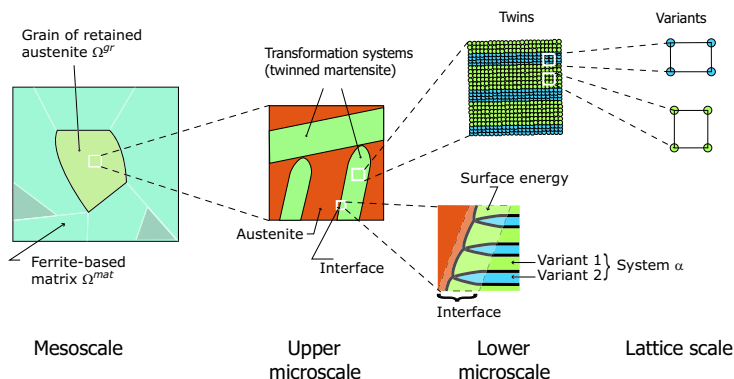 Grain of retained
austenite Ω^gr
Ferrite-based
matrix Ω^mat
Mesoscale
Transformation systems
(twinned martensite)
Austenite
Interface
Upper
microscale
Twins
Surface energy
Variant 1
Variant 2
System α
Interface
Lower
microscale
Variants
Lattice scale